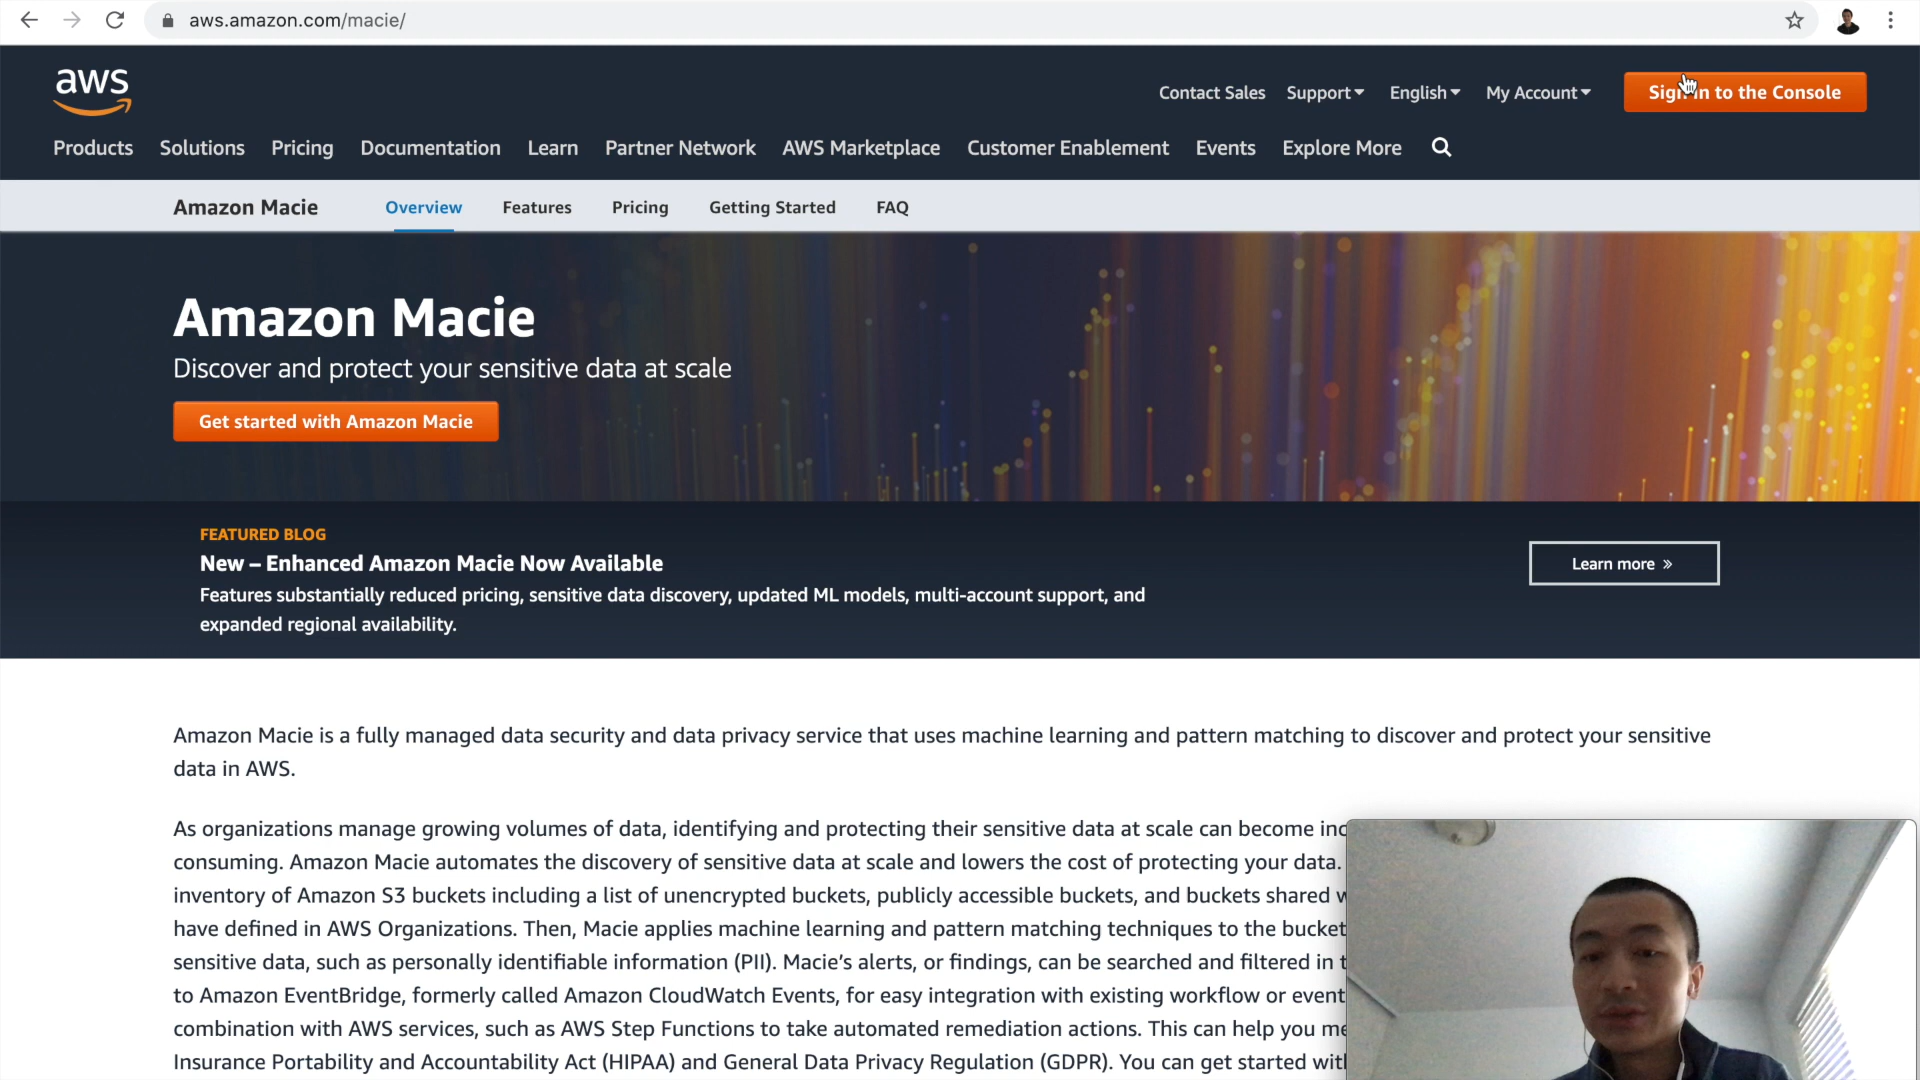 aws.amazon.com/macie/
aws
Contact Sales Support English My Account Sign in to the Console
Products Solutions Pricing Documentation Learn Partner Network AWS Marketplace Customer Enablement Events Explore More
Amazon Macie Overview Features Pricing Getting Started FAQ
Amazon Macie
Discover and protect your sensitive data at scale
Get started with Amazon Macie
FEATURED BLOG
New – Enhanced Amazon Macie Now Available
Features substantially reduced pricing, sensitive data discovery, updated ML models, multi-account support, and
expanded regional availability.
Learn more »
Amazon Macie is a fully managed data security and data privacy service that uses machine learning and pattern matching to discover and protect your sensitive
data in AWS.
As organizations manage growing volumes of data, identifying and protecting their sensitive data at scale can become
consuming. Amazon Macie automates the discovery of sensitive data at scale and lowers the cost of protecting your data.
inventory of Amazon S3 buckets including a list of unencrypted buckets, publicly accessible buckets, and buckets shared
have defined in AWS Organizations. Then, Macie applies machine learning and pattern matching techniques to the
sensitive data, such as personally identifiable information (PII). Macie’s alerts, or findings, can be searched and filtered in
to Amazon EventBridge, formerly called Amazon CloudWatch Events, for easy integration with existing workflow or
combination with AWS services, such as AWS Step Functions to take automated remediation actions. This can help you
Insurance Portability and Accountability Act (HIPAA) and General Data Privacy Regulation (GDPR). You can get started